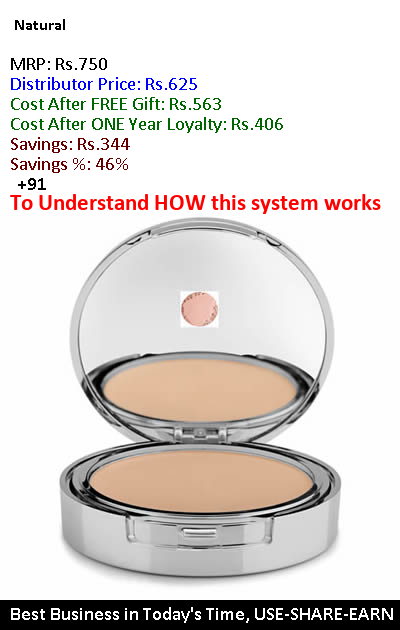 Natural
MRP: Rs.750
Distributor Price: Rs.625
Cost After FREE Gift: Rs.563
Cost After ONE Year Loyalty: Rs.406
Savings: Rs.344
Savings %: 46%
+91
To Understand HOW this system works
Best Business in Today's Time, USE-SHARE-EARN